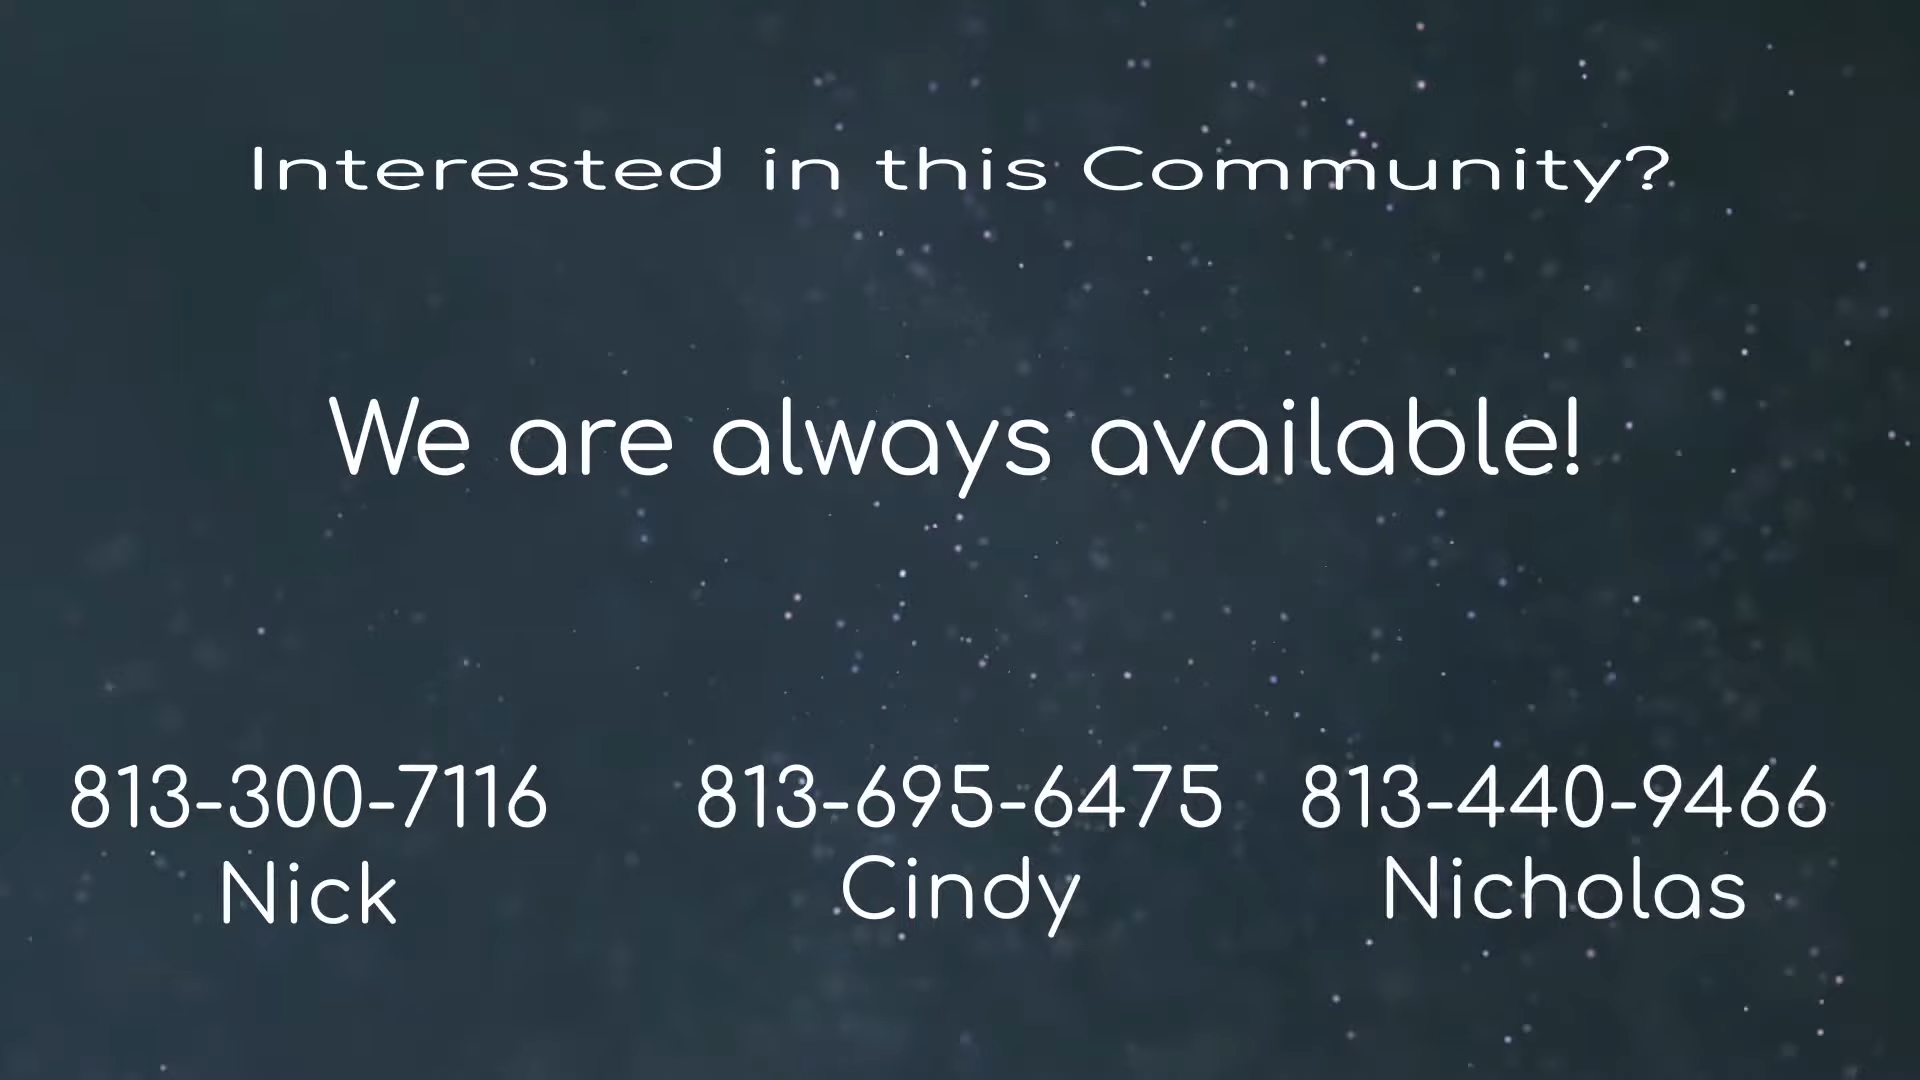 Interested in this Community?
We are always available!
813-300-7116 813-695-6475 813-440-9466
Nick Cindy Nicholas